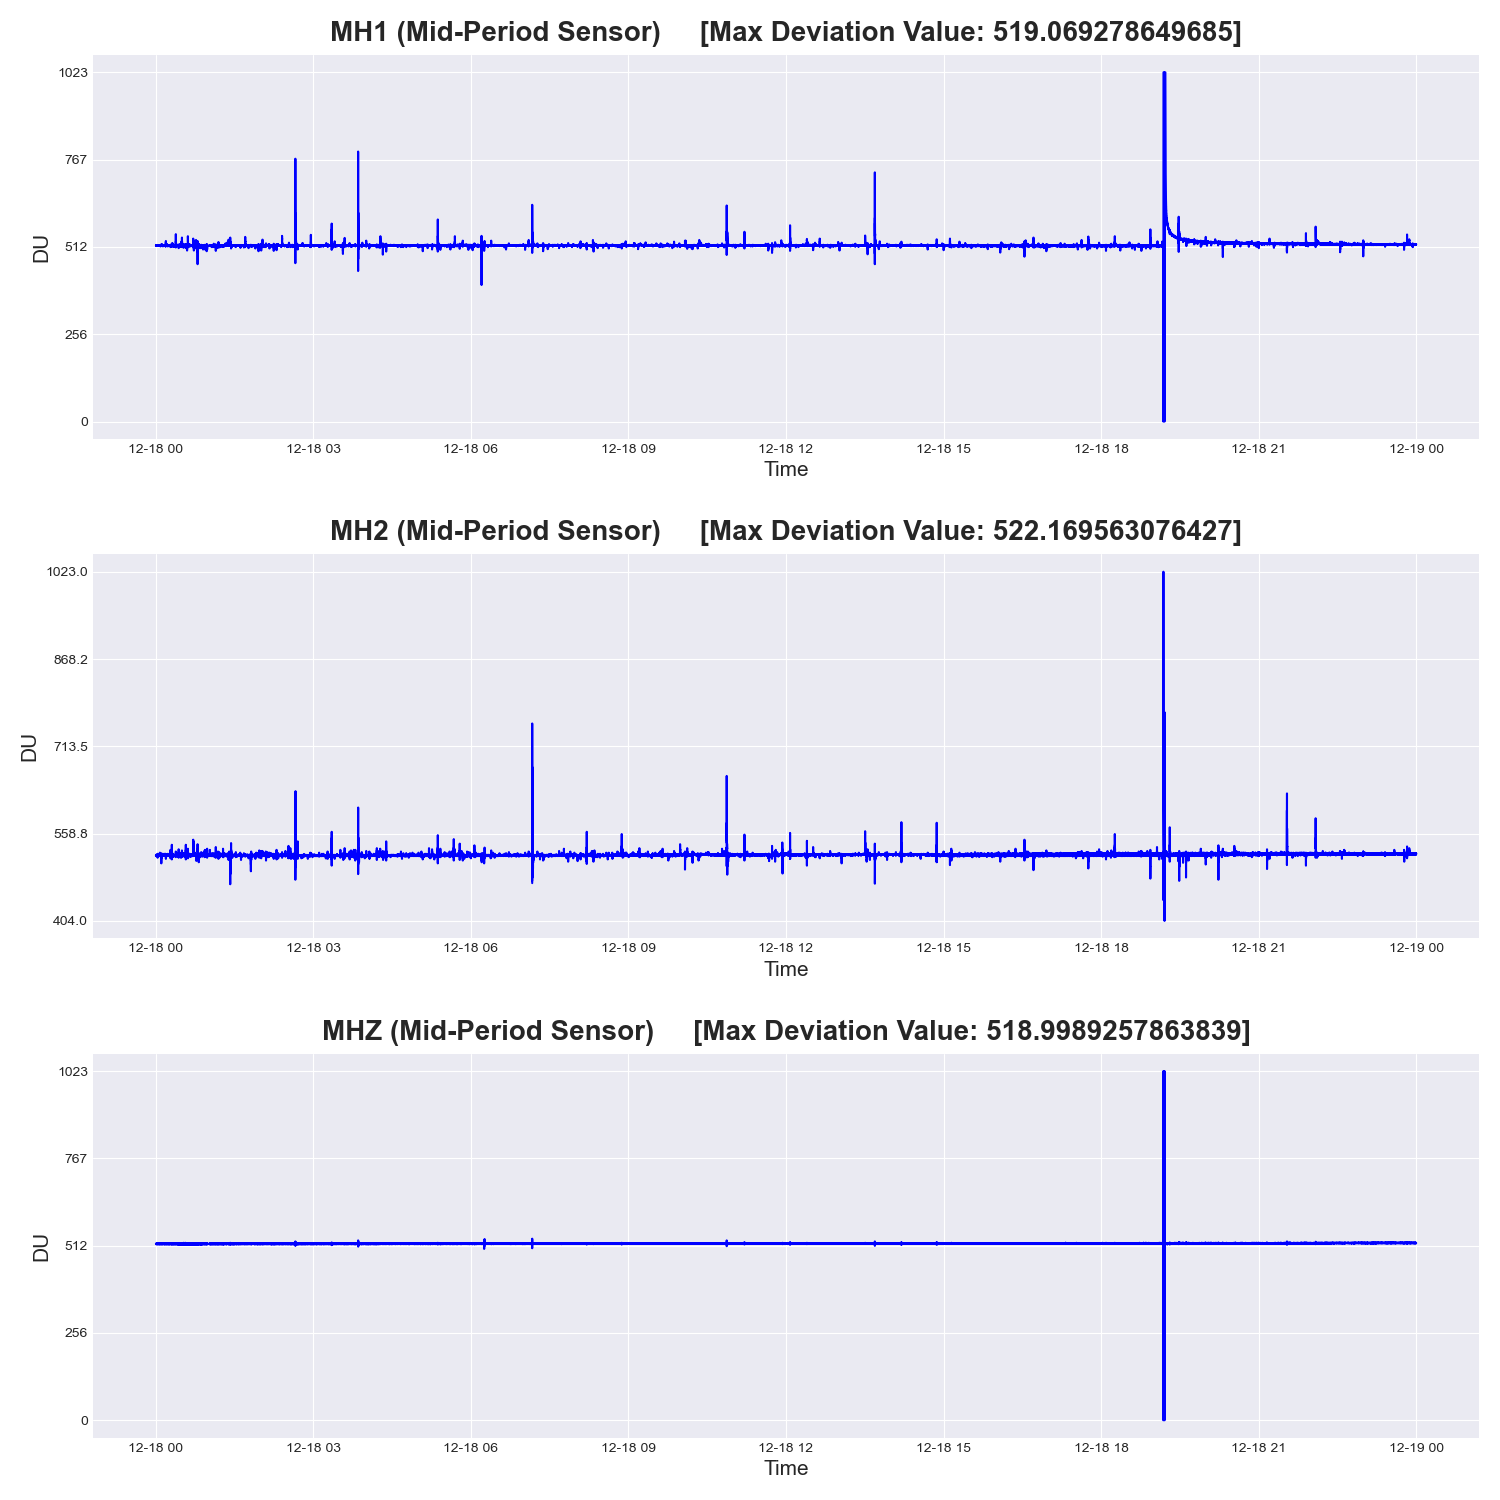 MH1 (Mid-Period Sensor) [Max Deviation Value: 519.069278649685]
1023
767
512
256
0
DU
12-18 00 12-18 03 12-18 06 12-18 09 12-18 12 12-18 15 12-18 18 12-18 21 12-19 00
Time
MH2 (Mid-Period Sensor) [Max Deviation Value: 522.169563076427]
1023.0
868.2
713.5
558.8
404.0
DU
12-18 00 12-18 03 12-18 06 12-18 09 12-18 12 12-18 15 12-18 18 12-18 21 12-19 00
Time
MHZ (Mid-Period Sensor) [Max Deviation Value: 518.9989257863839]
1023
767
512
256
0
DU
12-18 00 12-18 03 12-18 06 12-18 09 12-18 12 12-18 15 12-18 18 12-18 21 12-19 00
Time